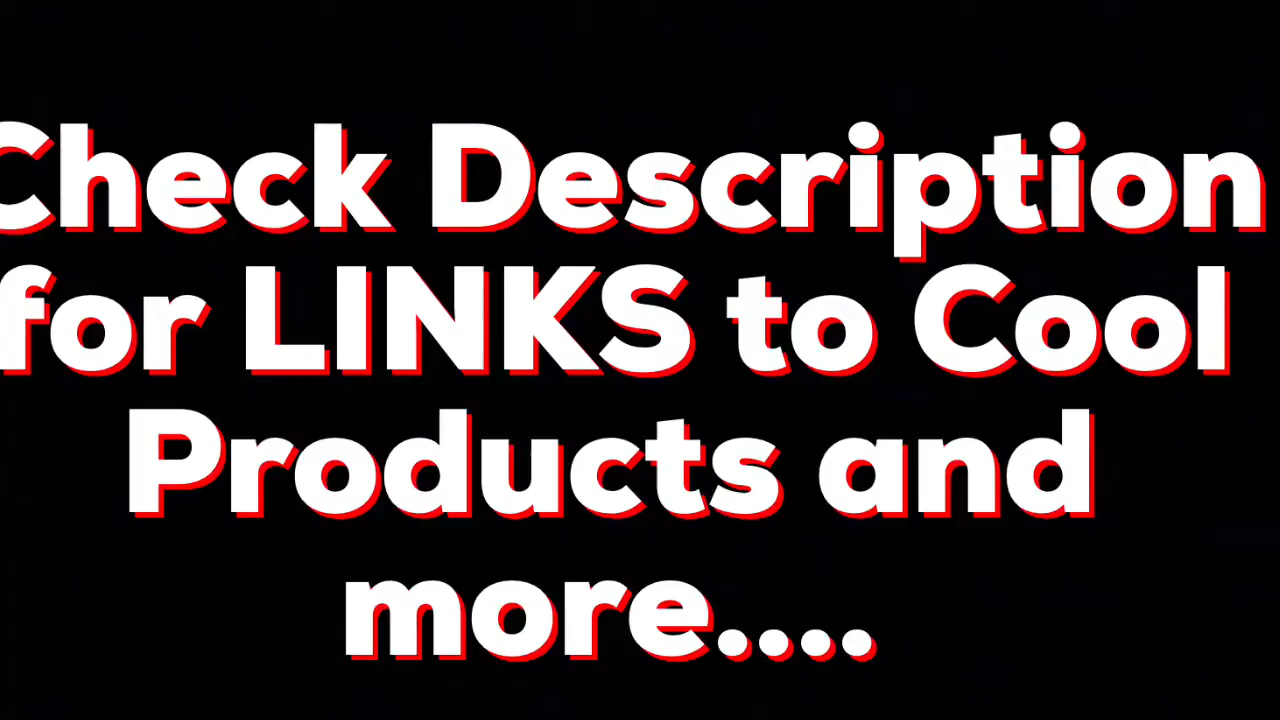 Check Description
for LINKS to Cool
Products and
more....